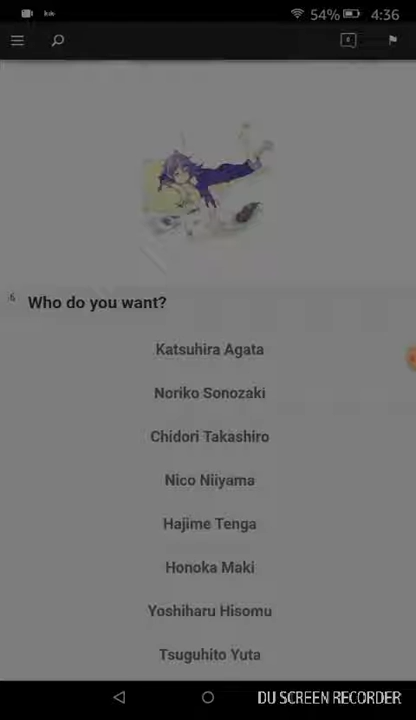 54% 4:36
6 Who do you want?
Katsuhira Agata
Noriko Sonozaki
Chidori Takashiro
Nico Niiyama
Hajime Tenga
Honoka Maki
Yoshiharu Hisomu
Tsuguhito Yuta
DU SCREEN RECORDER